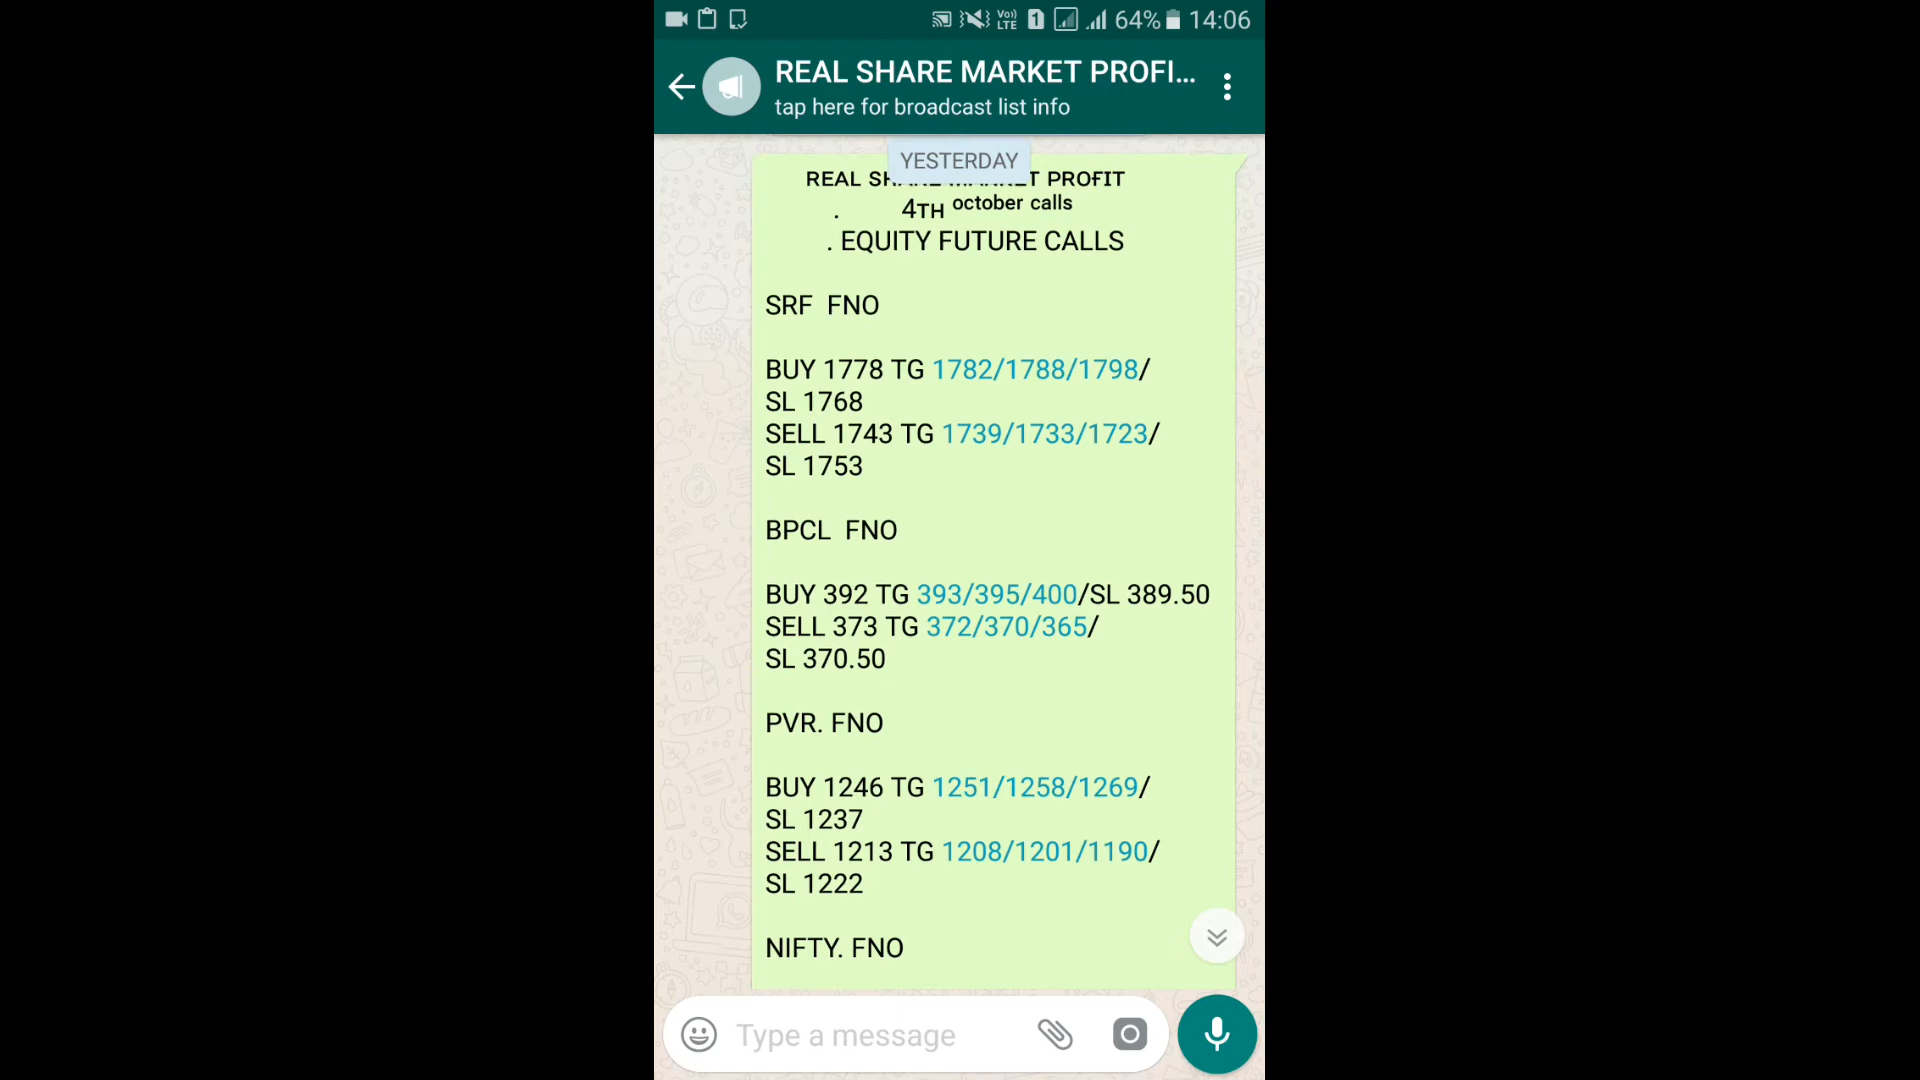 Vo) LTE 1 64% 14:06
REAL SHARE MARKET PROFI...
tap here for broadcast list info
YESTERDAY
REAL PROFIT
. 4TH october calls
. EQUITY FUTURE CALLS
SRF FNO
BUY 1778 TG 1782/1788/1798/
SL 1768
SELL 1743 TG 1739/1733/1723/
SL 1753
BPCL FNO
BUY 392 TG 393/395/400/SL 389.50
SELL 373 TG 372/370/365/
SL 370.50
PVR. FNO
BUY 1246 TG 1251/1258/1269/
SL 1237
SELL 1213 TG 1208/1201/1190/
SL 1222
NIFTY. FNO
Type a message